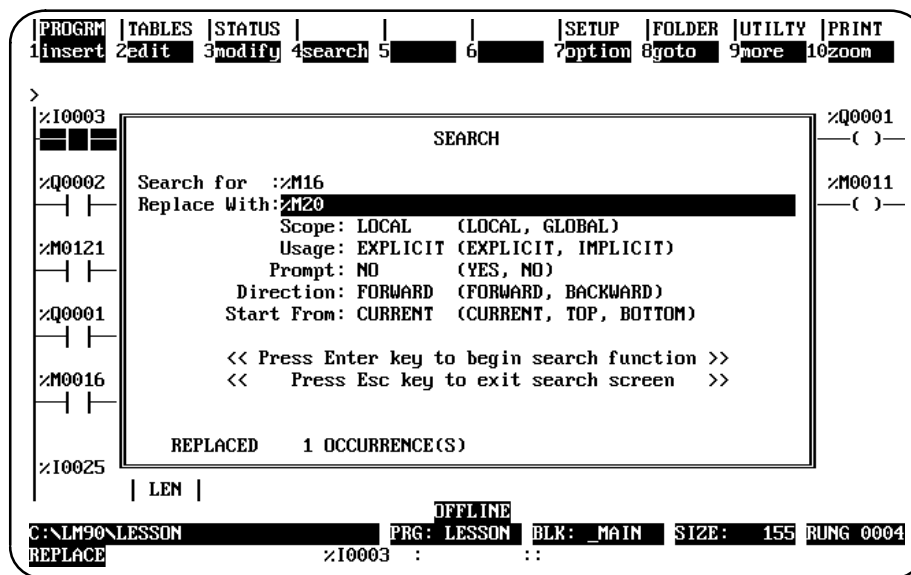 PROGRM |TABLES |STATUS | | | |SETUP |FOLDER |UTILTY |PRINT
1insert 2edit 3modify 4search 5 6 7option 8goto 9more 10zoom
>
%I0003 %Q0001
SEARCH
%Q0002 Search for :%M16 %M0011
Replace With:%M20
Scope: LOCAL (LOCAL, GLOBAL)
%M0121 Usage: EXPLICIT (EXPLICIT, IMPLICIT)
Prompt: NO (YES, NO)
Direction: FORWARD (FORWARD, BACKWARD)
%Q0001 Start From: CURRENT (CURRENT, TOP, BOTTOM)
<< Press Enter key to begin search function >>
%M0016 << Press Esc key to exit search screen >>
REPLACED 1 OCCURRENCE(S)
%I0025
| LEN |
OFFLINE
C:\LM90\LESSON PRG: LESSON BLK: _MAIN SIZE: 155 RUNG 0004
REPLACE %I0003 : ::